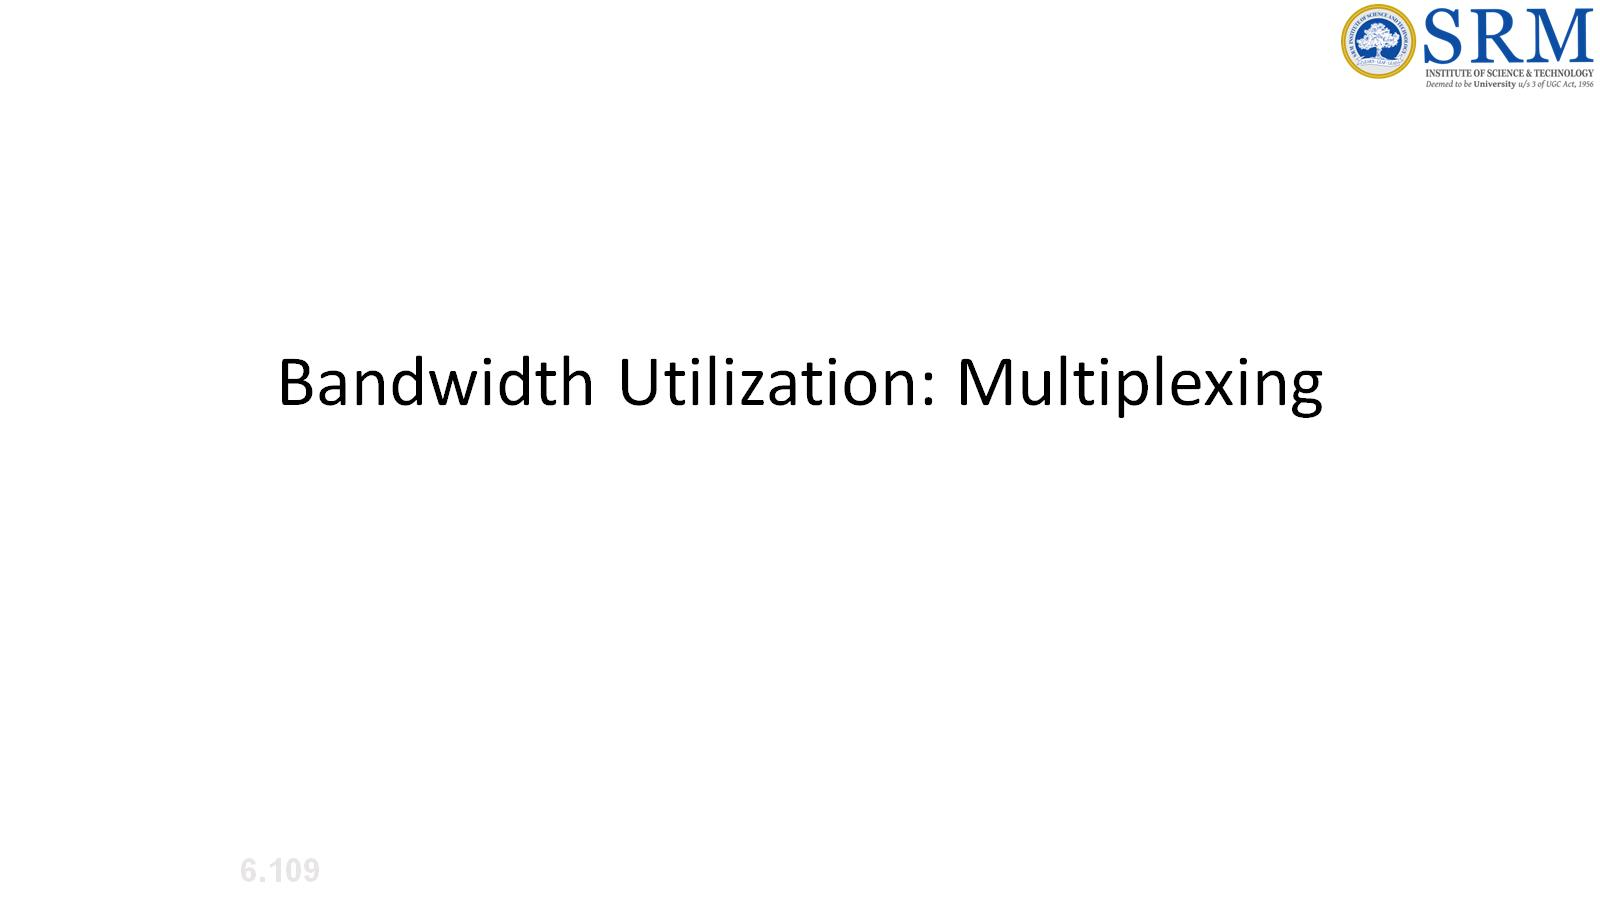 SRM
INSTITUTE OF SCIENCE & TECHNOLOGY
Deemed to be University u/s 3 of UGC Act, 1956
Bandwidth Utilization: Multiplexing
6.109